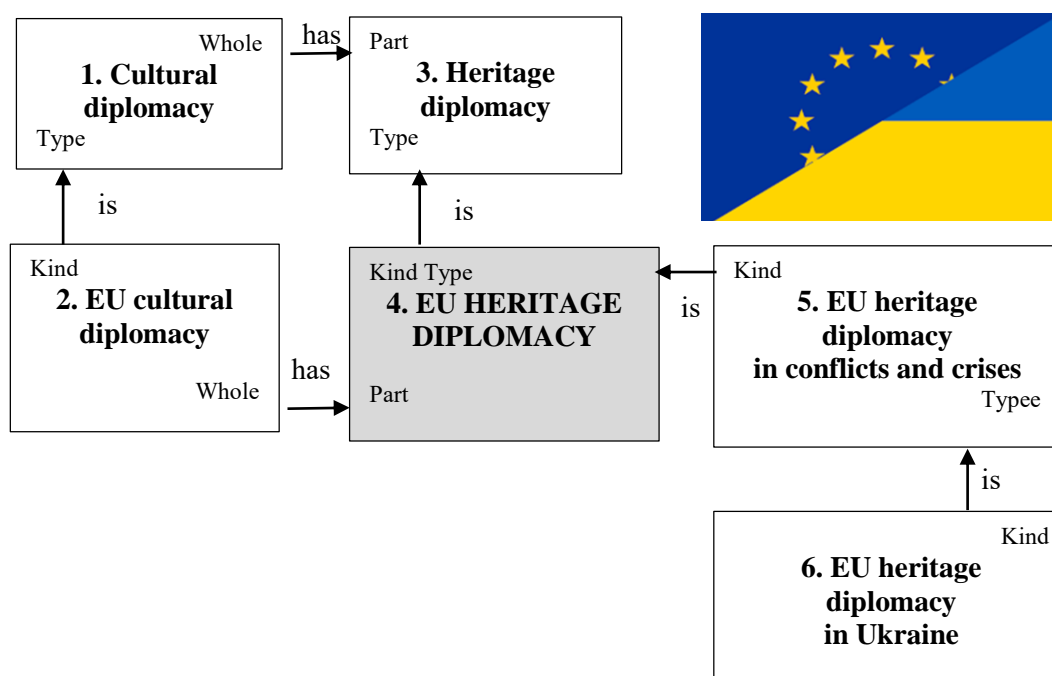 Whole
has
Part
1. Cultural
diplomacy
3. Heritage
diplomacy
Type
Type
is
is
Kind
2. EU cultural
diplomacy
Whole
has
Kind Type
4. EU HERITAGE
DIPLOMACY
Part
is
Kind
5. EU heritage
diplomacy
in conflicts and crises
Typee
is
Kind
6. EU heritage
diplomacy
in Ukraine